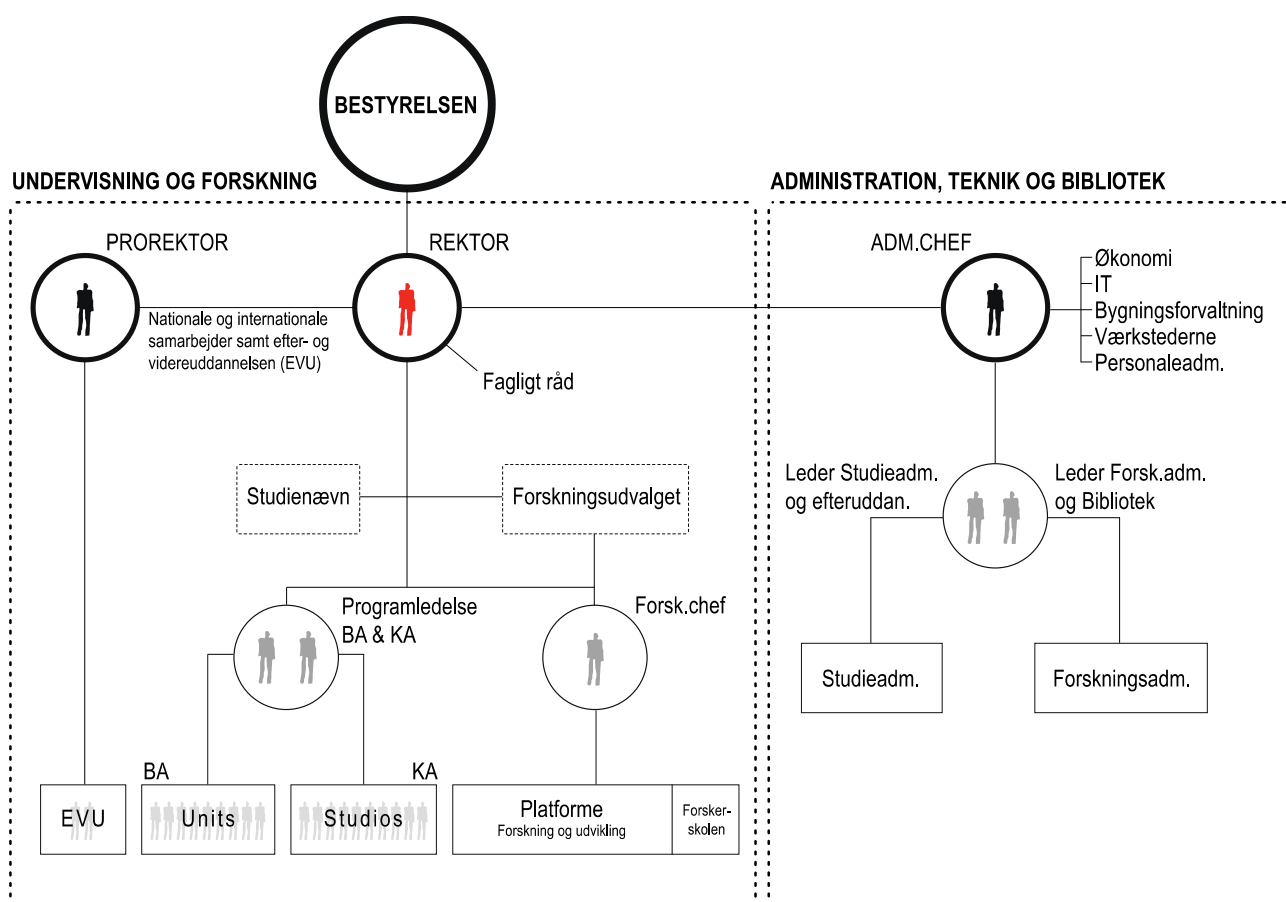 BESTYRELSEN
UNDERVISNING OG FORSKNING
ADMINISTRATION, TEKNIK OG BIBLIOTEK
PROREKTOR
REKTOR
ADM.CHEF
Nationale og internationale
samarbejder samt efter- og
videreuddannelsen (EVU)
Fagligt råd
Økonomi
IT
Bygningsforvaltning
Værkstederne
Personaleadm.
Studienævn
Forskningsudvalget
Leder Studieadm.
og efteruddan.
Leder Forsk.adm.
og Bibliotek
Programledelse
BA & KA
Forsk.chef
Studieadm.
Forskningsadm.
BA
KA
EVU
Units
Studios
Platforme
Forskning og udvikling
Forsker-
skolen